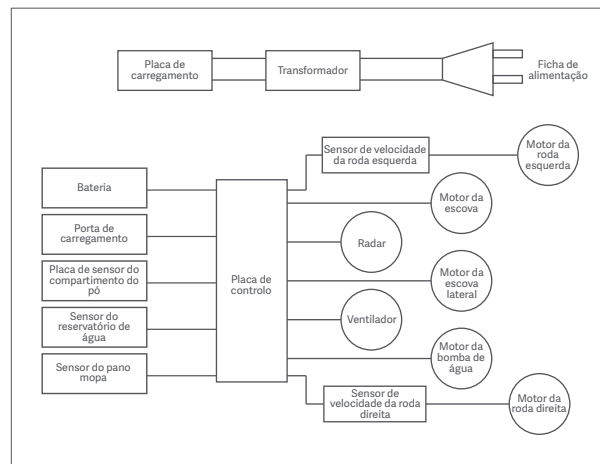 Placa de
carregamento
Transformador
Ficha de
alimentação
Sensor de velocidade
da roda esquerda
Motor da
roda
esquerda
Bateria
Motor da
escova
Porta de
carregamento
Radar
Placa de sensor do
compartimento do
pó
Placa de
controlo
Motor da
escova
lateral
Sensor do
reservatório de
água
Ventilador
Sensor do pano
mopa
Motor da
bomba de
água
Sensor de
velocidade da roda
direita
Motor da
roda direita